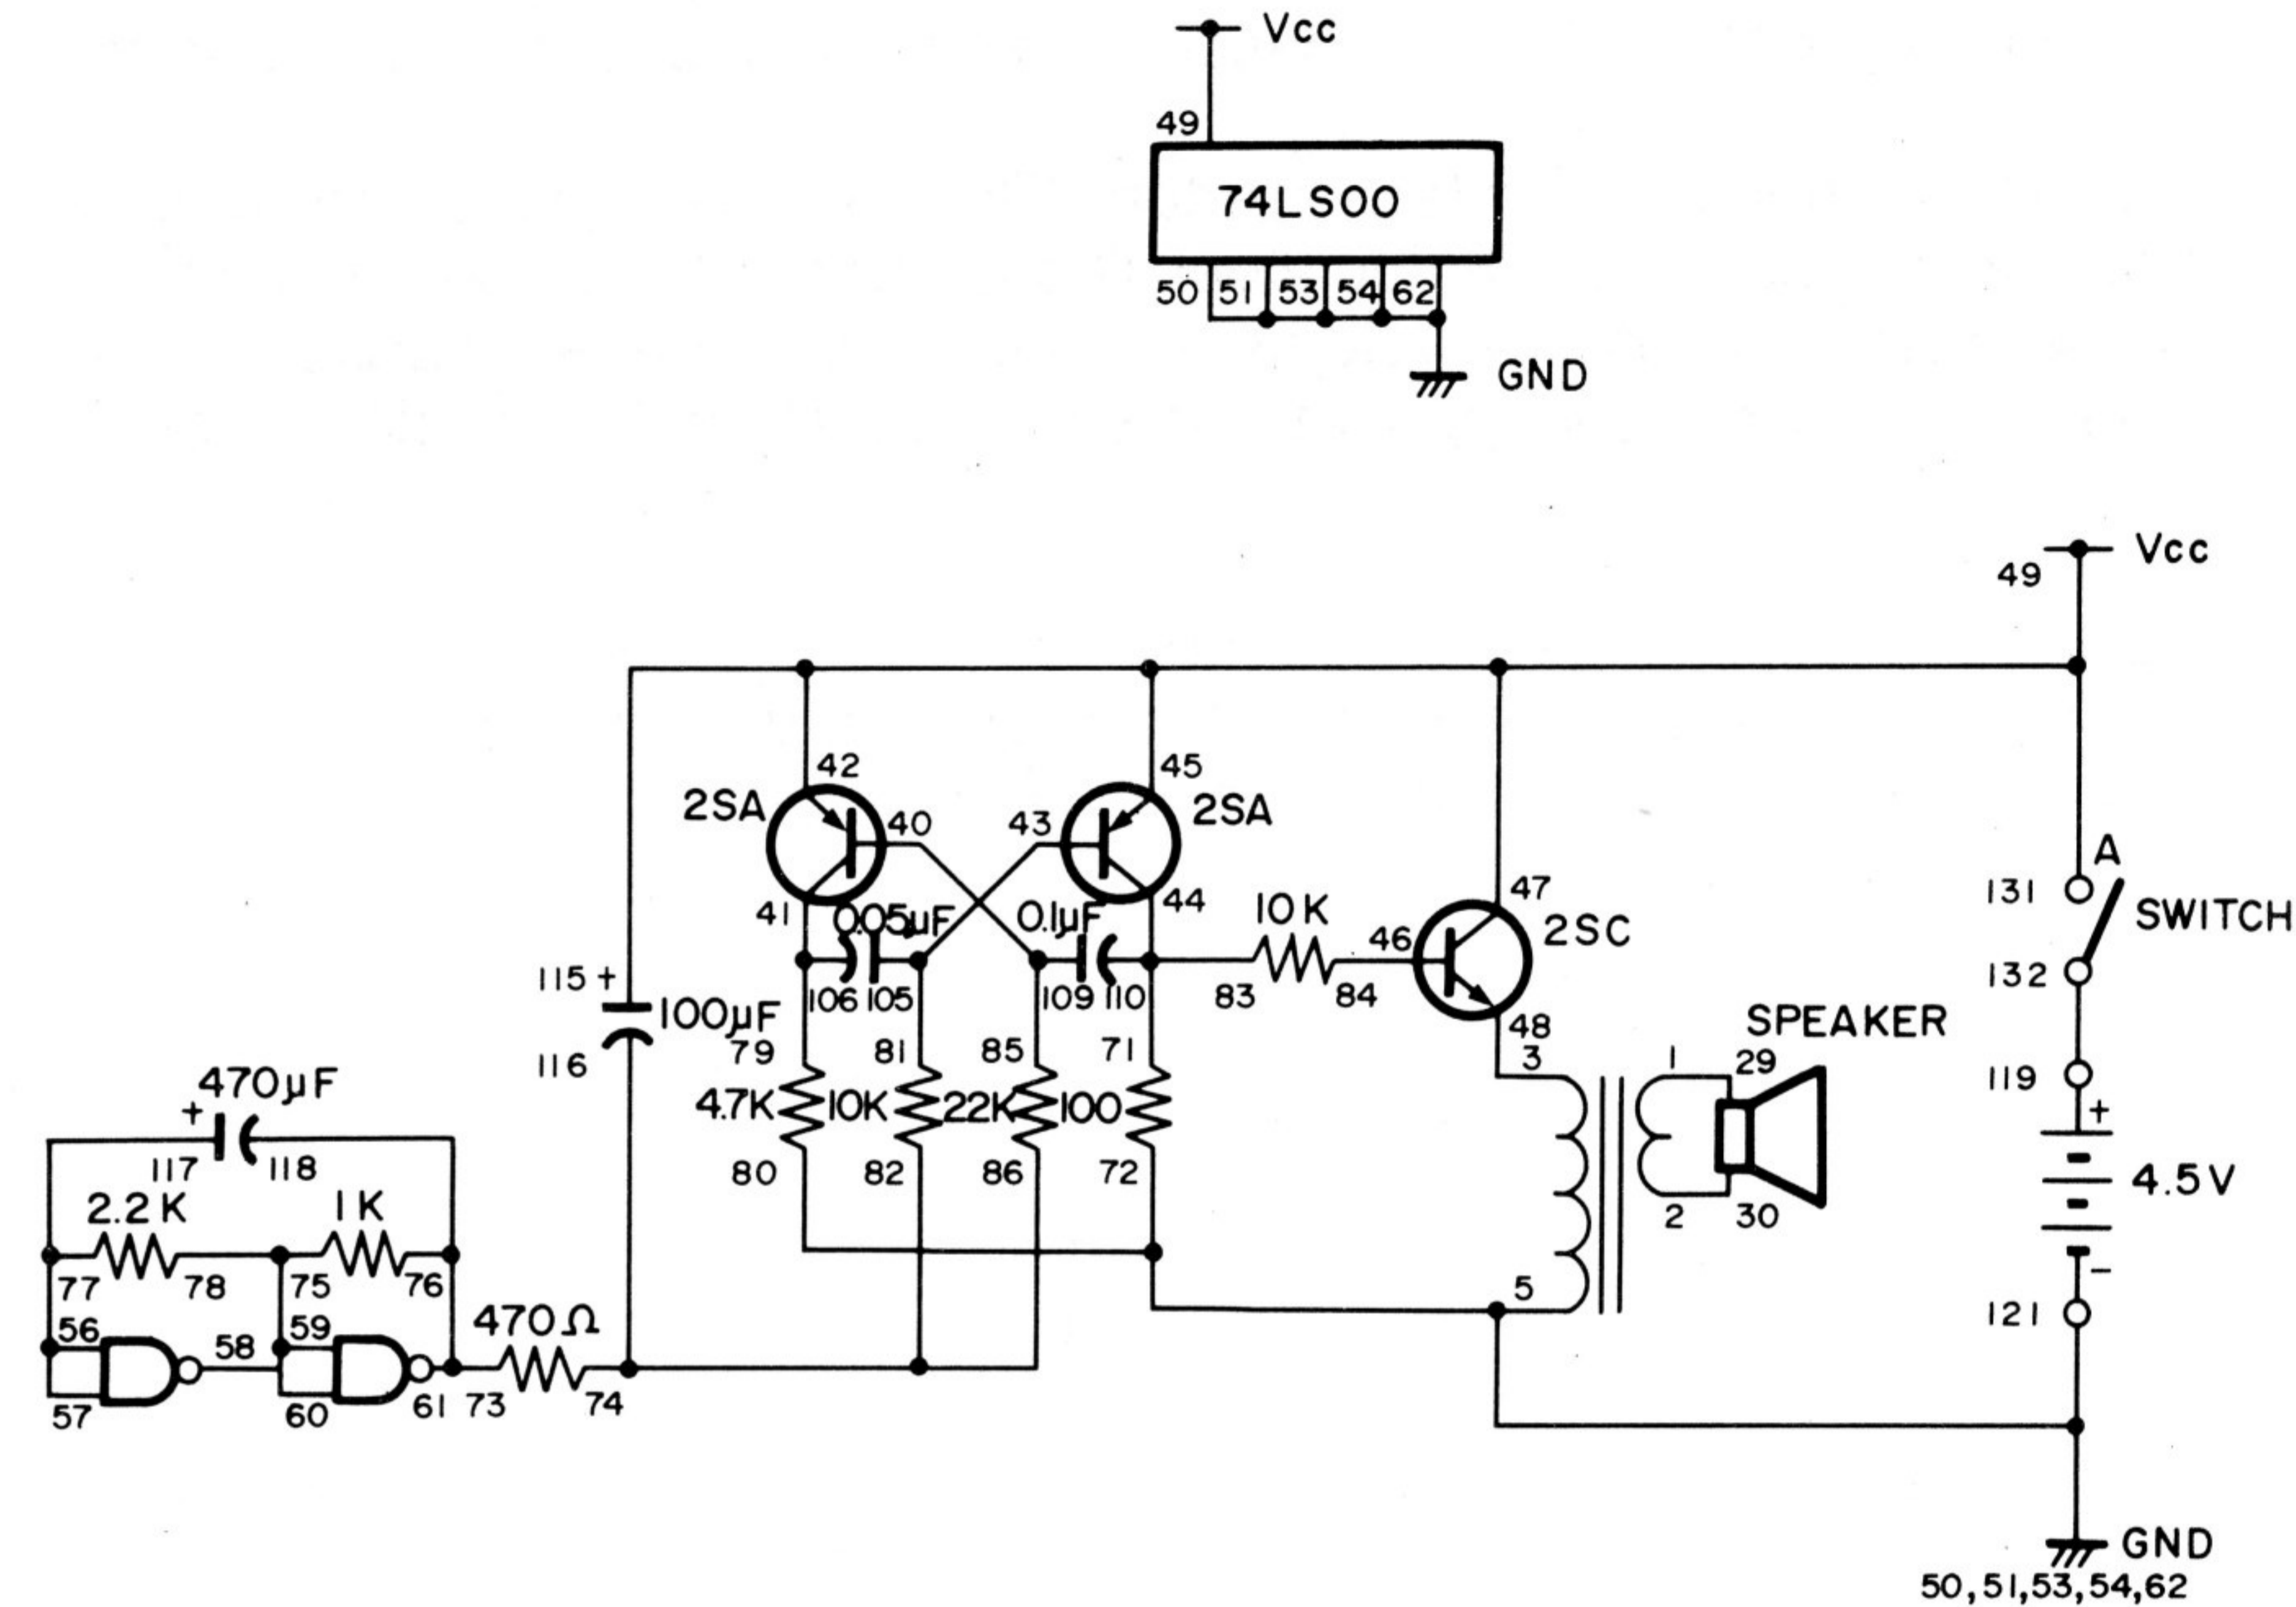 Vcc
49
74LS00
50 51 53 54 62
GND
Vcc
49
42 45
2SA 40 43 2SA
41 0.05µF 0.1µF 44 10K 47
2SC
46
A
131 SWITCH
132
115 + 106 105 109 110 83 84
100µF
116
79 81 85 71
48
3 1 29
SPEAKER
119
+
4.7K 10K 22K 100
470µF
+
117 118
80 82 86 72
2 30
4.5V
2.2K 1K
77 78 75 76
5
−
121
56 58 59 470Ω
57 60 61 73 74
GND
50,51,53,54,62